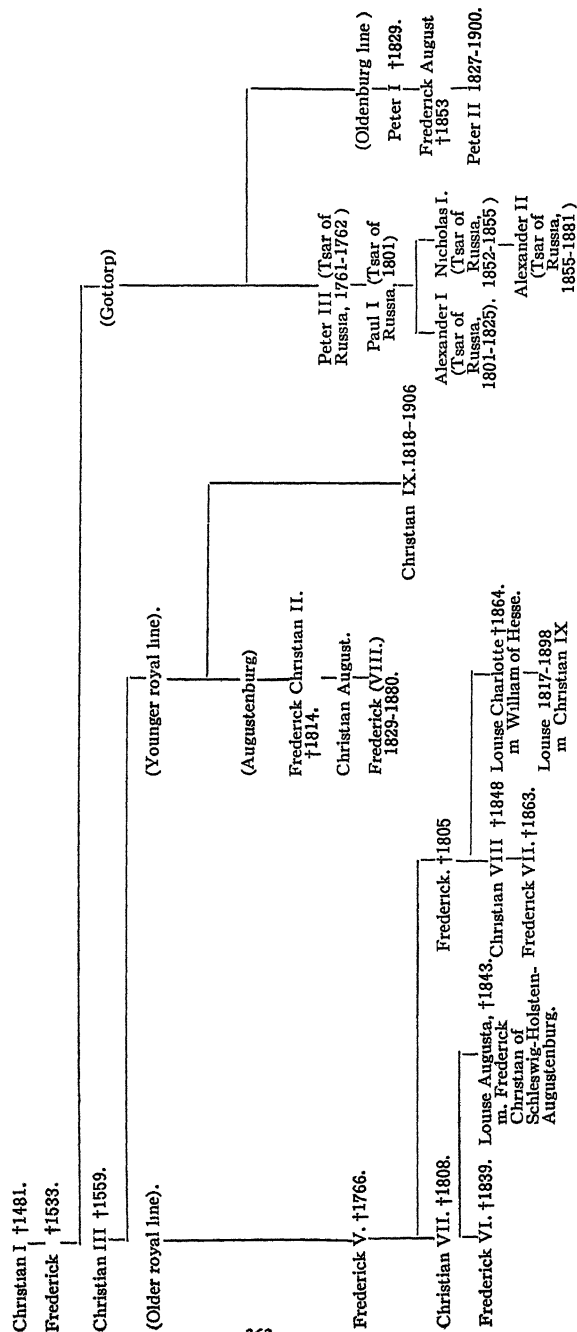 Christian I †1481.
Frederick †1533.
Christian III †1559.
(Older royal line).
Frederick V. †1766.
Christian VII. †1808.
Frederick VI. †1839.
Louise Augusta, †1843.
m. Frederick
Christian of
Schleswig-Holstein-
Augustenburg.
Frederick. †1805
Christian VIII †1848
Frederick VII. †1863.
Louise Charlotte †1864.
m William of Hesse.
Louise 1817-1898
m Christian IX
(Younger royal line).
(Augustenburg)
Frederick Christian II.
†1814.
Christian August.
Frederick (VIII.)
1829-1880.
Christian IX.1818-1906
(Gottorp)
Peter III (Tsar of
Russia, 1761-1762 )
Paul I (Tsar of
Russia, 1801)
Alexander I
(Tsar of
Russia,
1801-1825).
Nicholas I.
(Tsar of
Russia,
1852-1855 )
Alexander II
(Tsar of
Russia,
1855-1881 )
(Oldenburg line )
Peter I †1829.
Frederick August
†1853
Peter II 1827-1900.